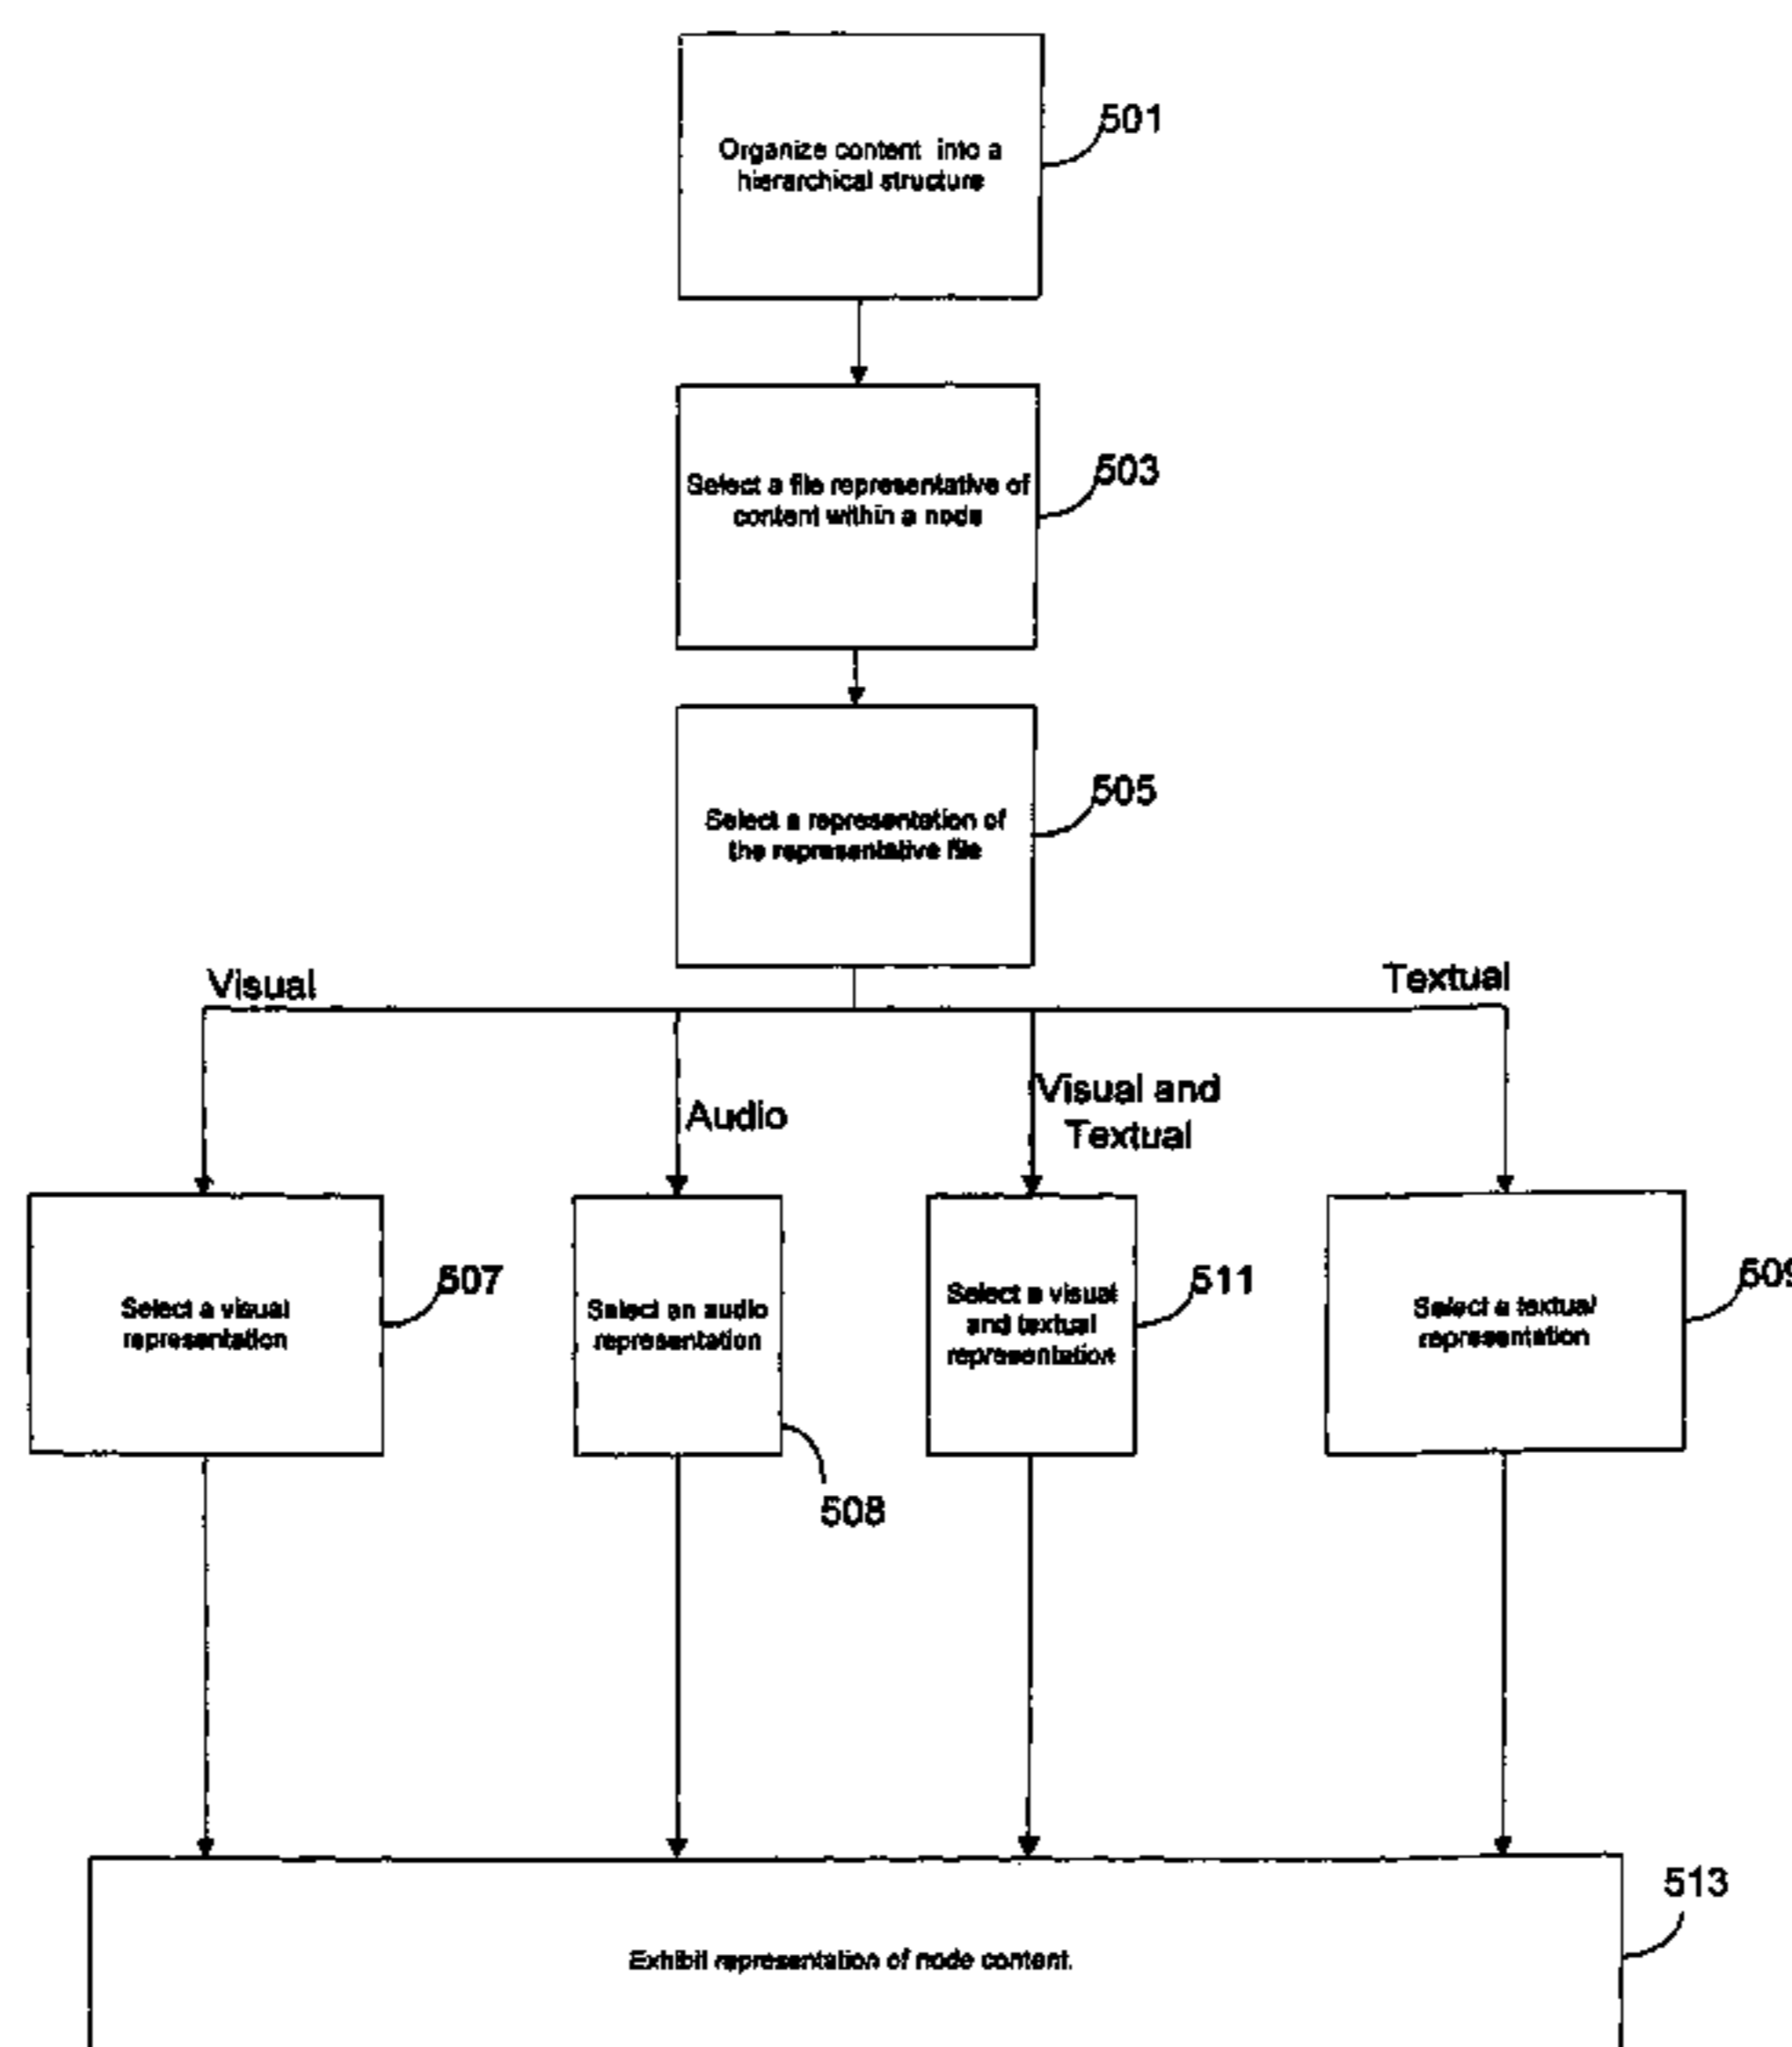 501
Organize content into a
hierarchical structure
503
Select a file representative of
content within a node
505
Select a representation of
the representative file
Visual
Textual
Audio
Visual and
Textual
507
Select a visual
representation
Select an audio
representation
508
511
Select a visual
and textual
representation
509
Select a textual
representation
513
Exhibit representation of node content.